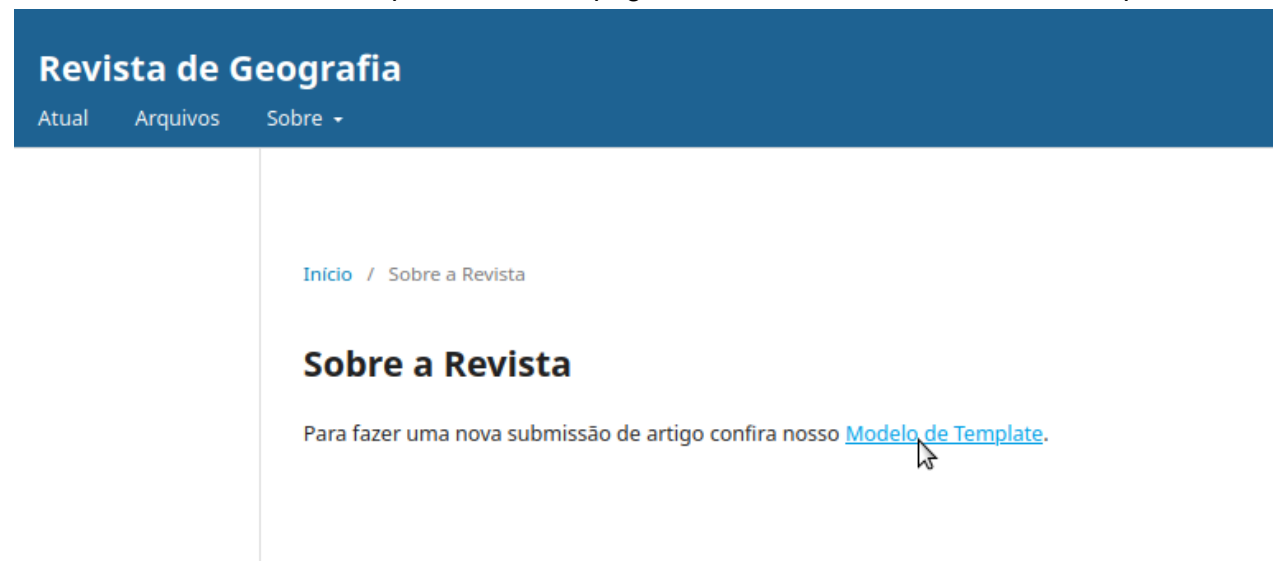 Revista de Geografia
Atual Arquivos Sobre
Início / Sobre a Revista
Sobre a Revista
Para fazer uma nova submissão de artigo confira nosso Modelo de Template.